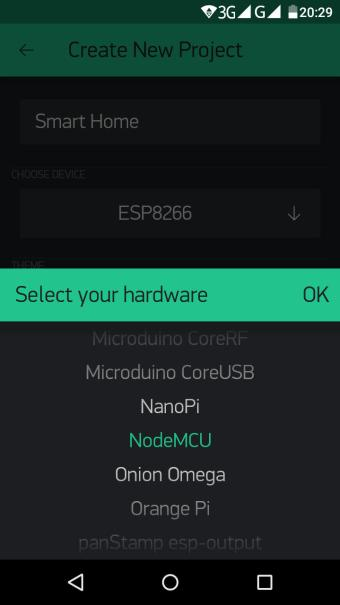 3G G 20:29
Create New Project
Smart Home
CHOOSE DEVICE
ESP8266
THEME
Select your hardware OK
Microduino CoreRF
Microduino CoreUSB
NanoPi
NodeMCU
Onion Omega
Orange Pi
panStamp esp-output